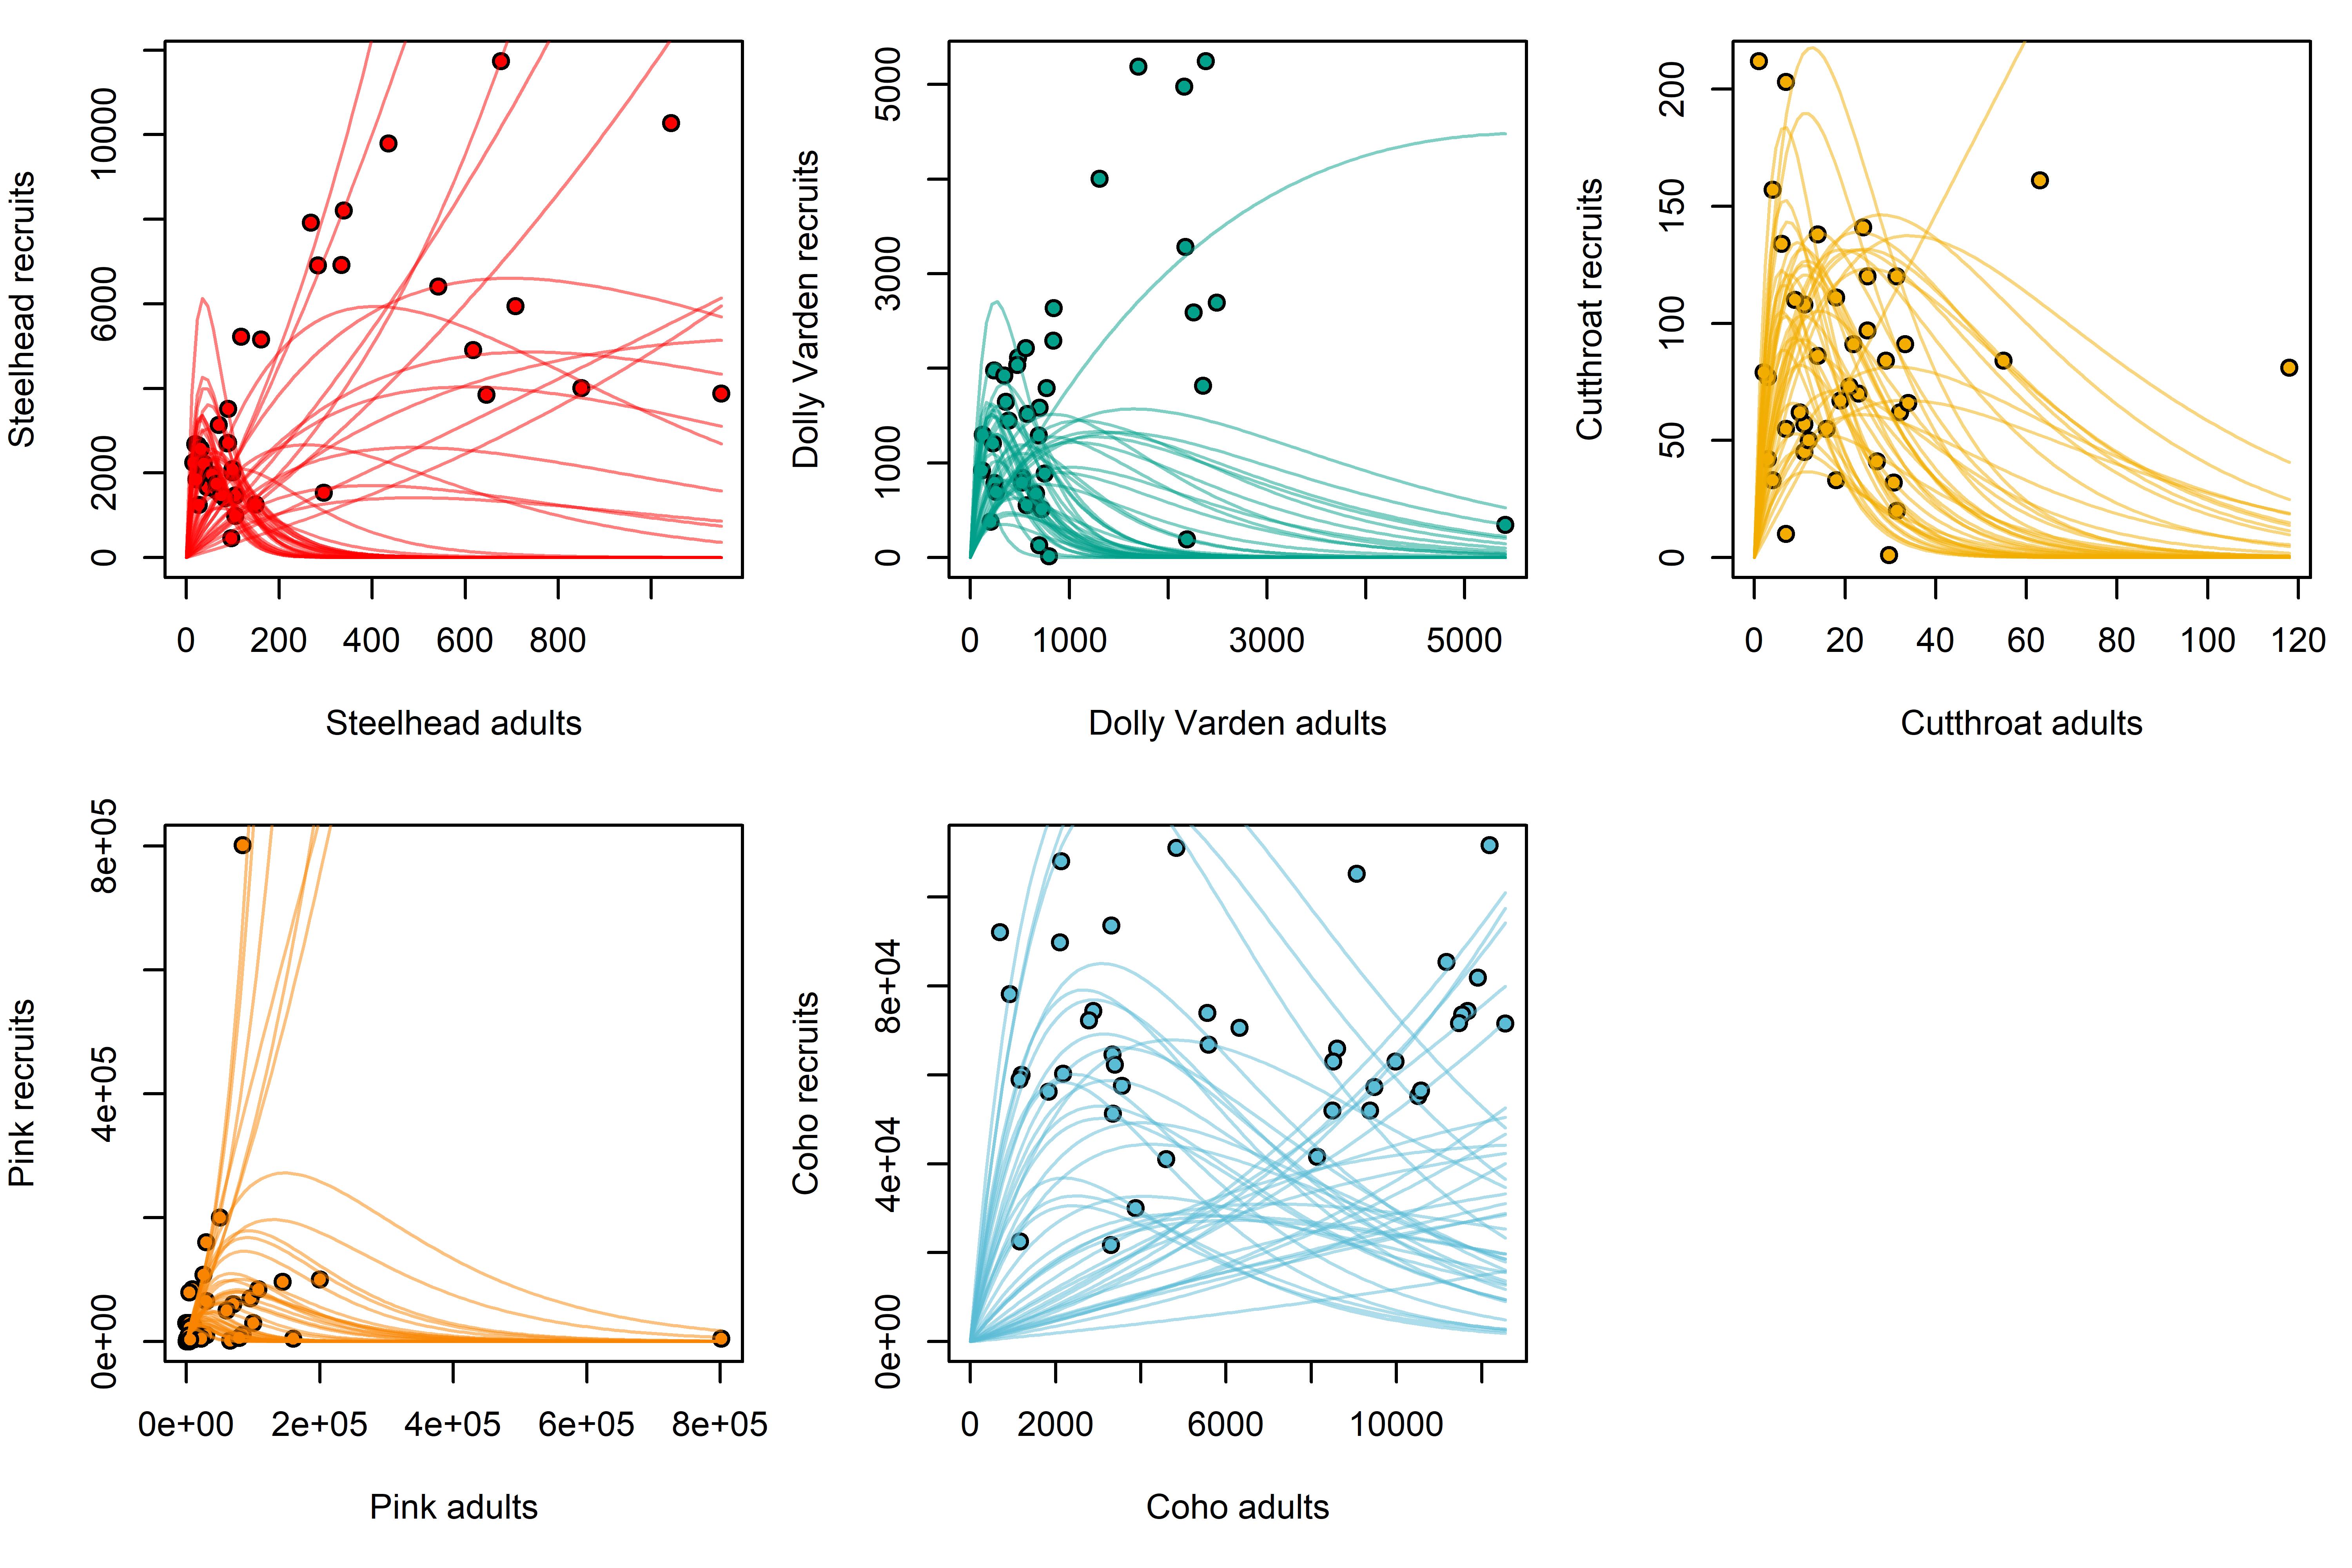 Steelhead recruits
0 2000 6000 10000
0 200 400 600 800
Steelhead adults
Dolly Varden recruits
0 1000 3000 5000
0 1000 3000 5000
Dolly Varden adults
Cutthroat recruits
0 50 100 150 200
0 20 40 60 80 100 120
Cutthroat adults
Pink recruits
0e+00 4e+05 8e+05
0e+00 2e+05 4e+05 6e+05 8e+05
Pink adults
Coho recruits
0e+00 4e+04 8e+04
0 2000 6000 10000
Coho adults